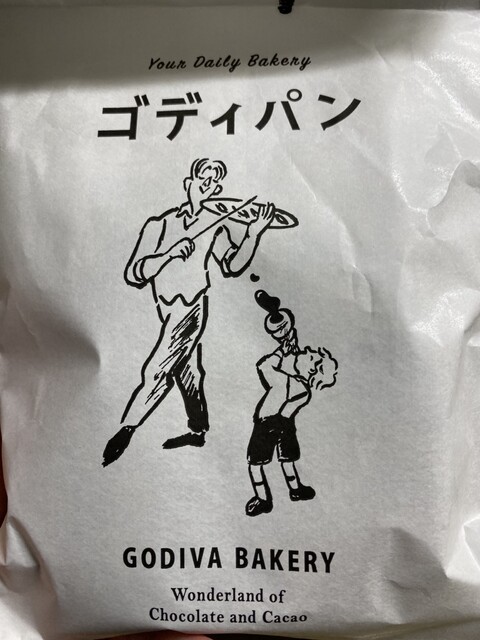 Your Daily Bakery
ゴディパン
GODIVA BAKERY
Wonderland of
Chocolate and Cacao